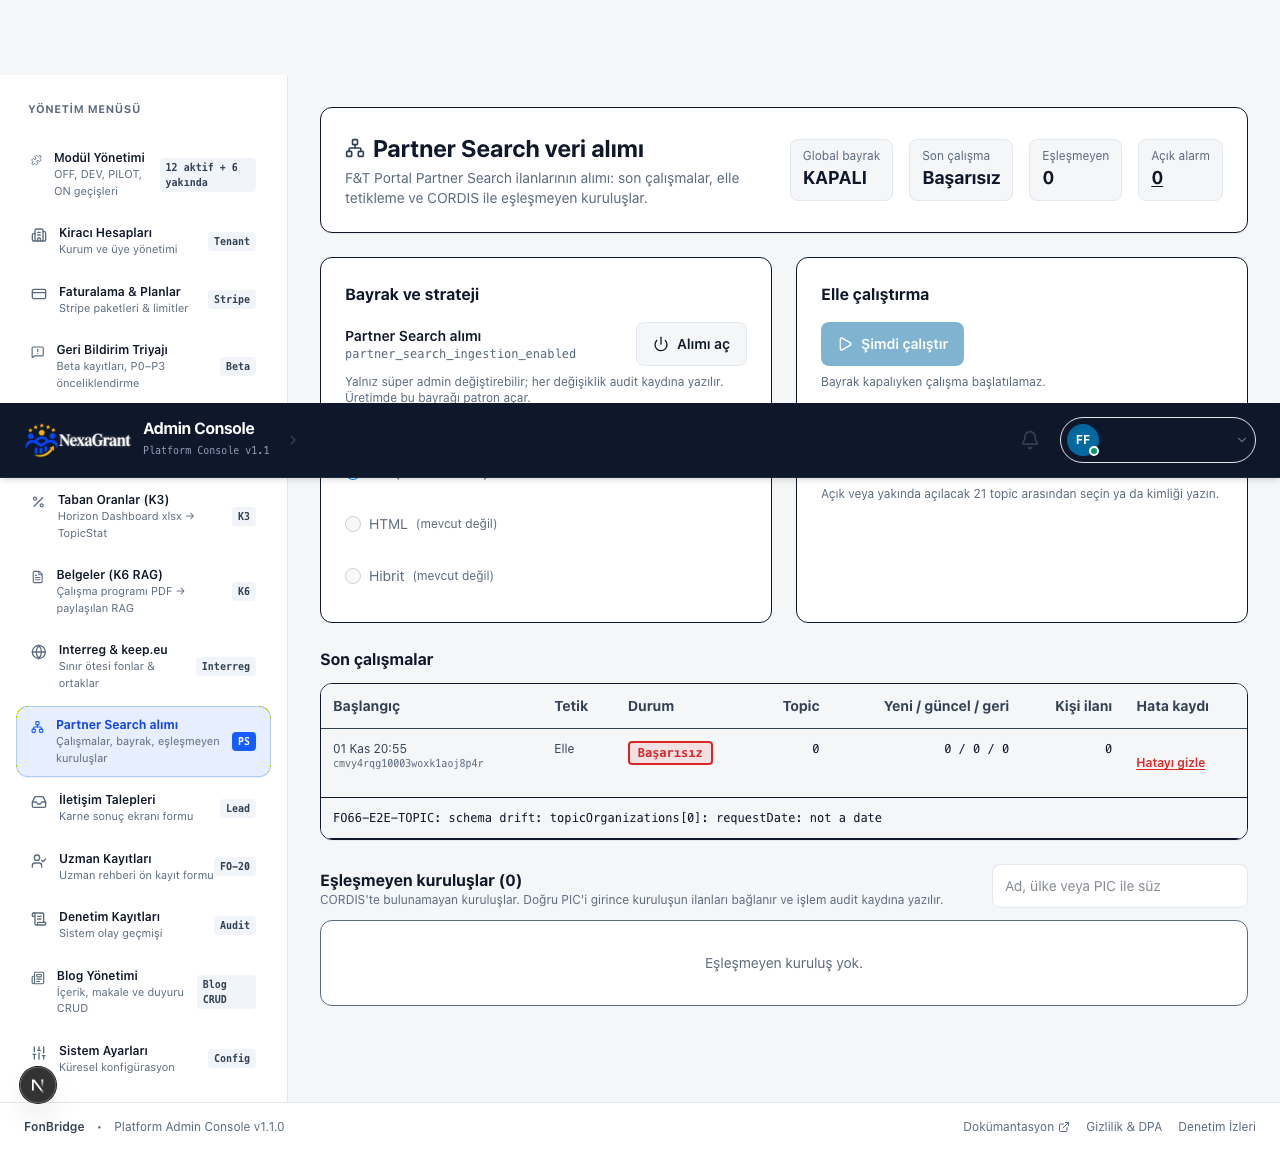 YÖNETİM MENÜSÜ
Modül Yönetimi
OFF, DEV, PILOT,
ON geçişleri
12 aktif + 6
yakında
Kiracı Hesapları
Kurum ve üye yönetimi
Tenant
Faturalama & Planlar
Stripe paketleri & limitler
Stripe
Geri Bildirim Triyajı
Beta kayıtları, P0–P3
önceliklendirme
Beta
Partner Search veri alımı
F&T Portal Partner Search ilanlarının alımı: son çalışmalar, elle
tetikleme ve CORDIS ile eşleşmeyen kuruluşlar.
Global bayrak
KAPALI
Son çalışma
Başarısız
Eşleşmeyen
0
Açık alarm
0
Bayrak ve strateji
Partner Search alımı
partner_search_ingestion_enabled
Alımı aç
Yalnız süper admin değiştirebilir; her değişiklik audit kaydına yazılır.
Üretimde bu bayrağı patron açar.
Elle çalıştırma
Şimdi çalıştır
Bayrak kapalıyken çalışma başlatılamaz.
NexaGrant
Admin Console
Platform Console v1.1
FF
Taban Oranlar (K3)
Horizon Dashboard xlsx →
TopicStat
K3
Belgeler (K6 RAG)
Çalışma programı PDF →
paylaşılan RAG
K6
Interreg & keep.eu
Sınır ötesi fonlar &
ortaklar
Interreg
Partner Search alımı
Çalışmalar, bayrak, eşleşmeyen
kuruluşlar
PS
İletişim Talepleri
Karne sonuç ekranı formu
Lead
Uzman Kayıtları
Uzman rehberi ön kayıt formu
FO-20
Denetim Kayıtları
Sistem olay geçmişi
Audit
Blog Yönetimi
İçerik, makale ve duyuru
CRUD
Blog
CRUD
Sistem Ayarları
Küresel konfigürasyon
Config
HTML (mevcut değil)
Hibrit (mevcut değil)
Açık veya yakında açılacak 21 topic arasından seçin ya da kimliği yazın.
Son çalışmalar
Başlangıç Tetik Durum Topic Yeni / güncel / geri Kişi ilanı Hata kaydı
01 Kas 20:55 Elle Başarısız 0 0 / 0 / 0 0
cmvy4rqg10003woxk1aoj8p4r
Hatayı gizle
FO66-E2E-TOPIC: schema drift: topicOrganizations[0]: requestDate: not a date
Eşleşmeyen kuruluşlar (0)
CORDIS'te bulunamayan kuruluşlar. Doğru PIC'i girince kuruluşun ilanları bağlanır ve işlem audit kaydına yazılır.
Ad, ülke veya PIC ile süz
Eşleşmeyen kuruluş yok.
FonBridge • Platform Admin Console v1.1.0
Dokümantasyon Gizlilik & DPA Denetim İzleri